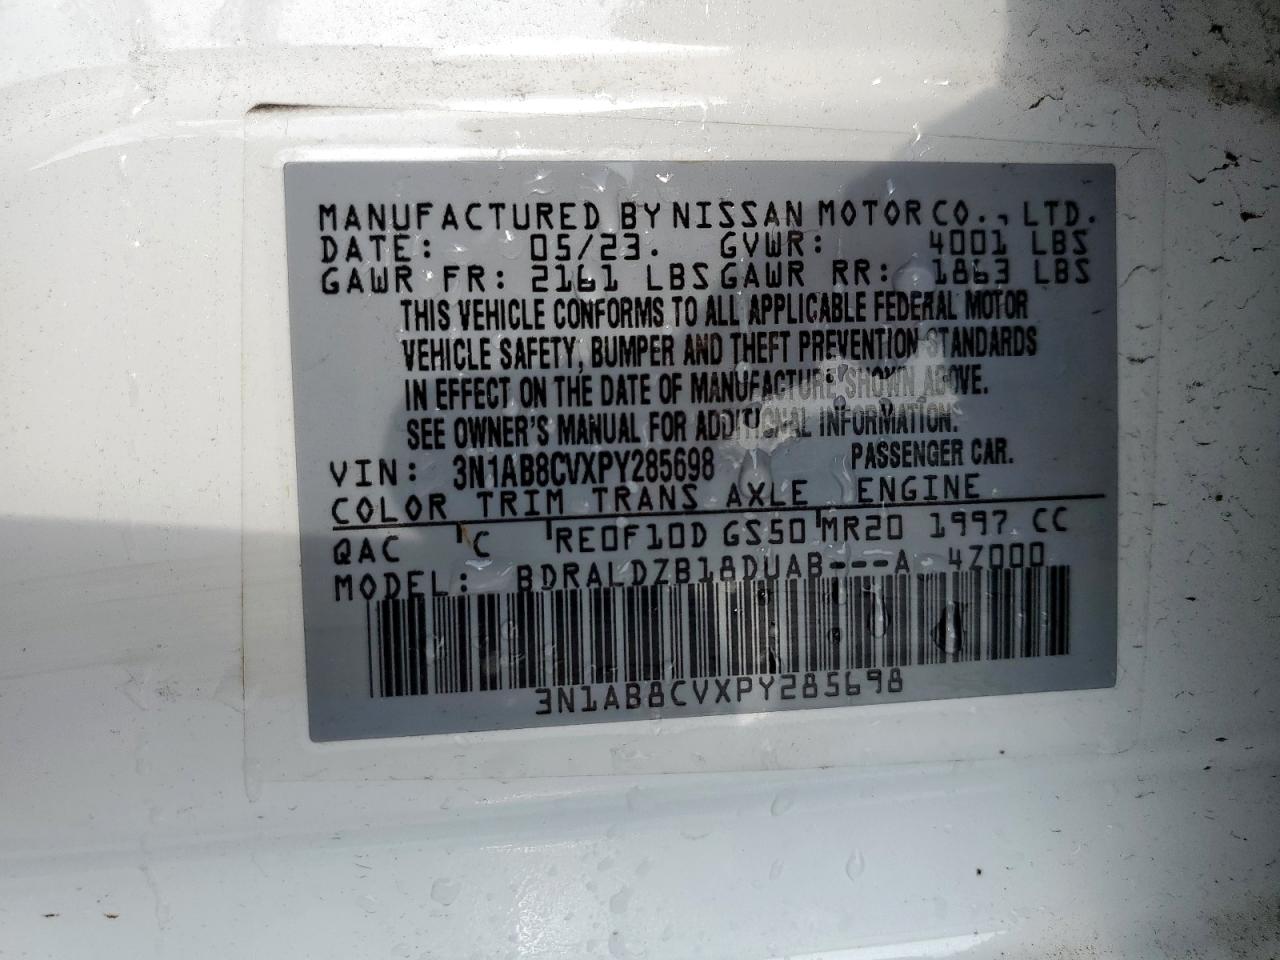 MANUFACTURED BY NISSAN MOTOR CO., LTD.
DATE: 05/23. GVWR: 4001 LBS
GAWR FR: 2161 LBS GAWR RR: 1863 LBS
THIS VEHICLE CONFORMS TO ALL APPLICABLE FEDERAL MOTOR
VEHICLE SAFETY, BUMPER AND THEFT PREVENTION STANDARDS
IN EFFECT ON THE DATE OF MANUFACTURE SHOWN ABOVE.
SEE OWNER'S MANUAL FOR ADDITIONAL INFORMATION.
VIN: 3N1AB8CVXPY285698 PASSENGER CAR.
COLOR TRIM TRANS AXLE ENGINE
QAC C RE0F10D GS50 MR20 1997 CC
MODEL: BDRALDZB18DUAB---A 4Z000
3N1AB8CVXPY285698